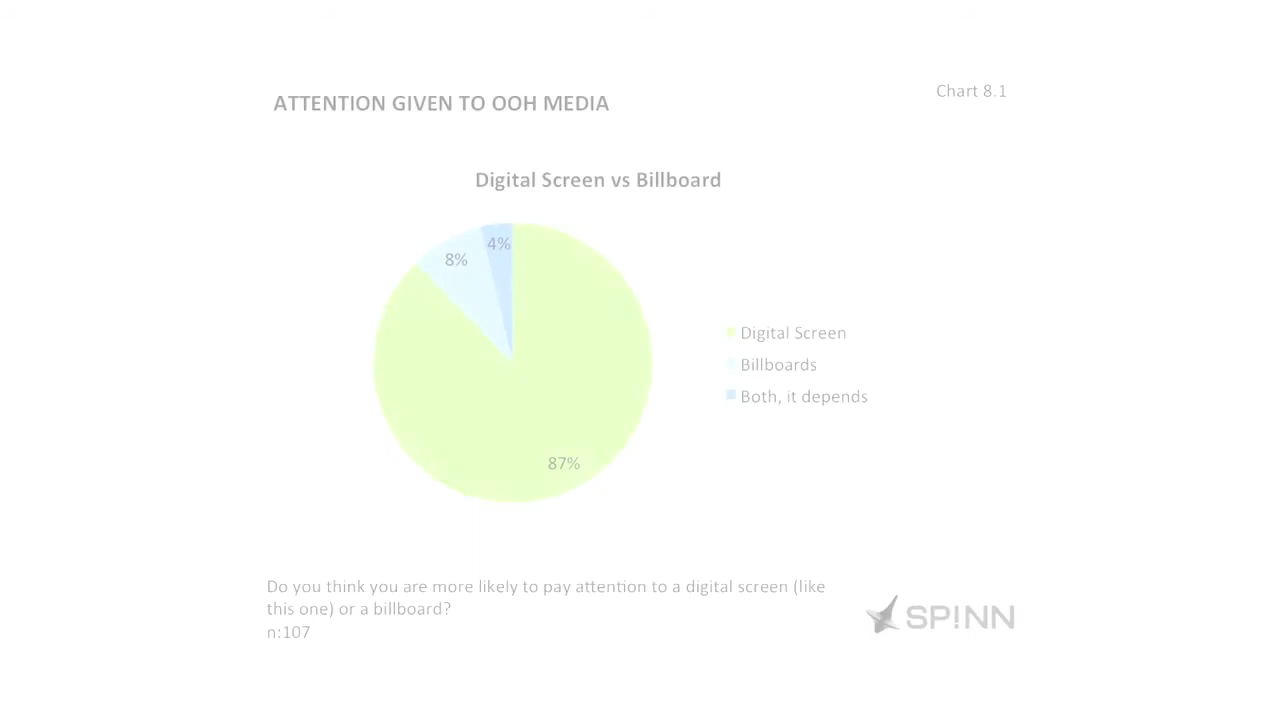 ATTENTION GIVEN TO OOH MEDIA
Chart 8.1
Digital Screen vs Billboard
4%
8%
87%
Digital Screen
Billboards
Both, it depends
Do you think you are more likely to pay attention to a digital screen (like
this one) or a billboard?
n:107
SP!NN